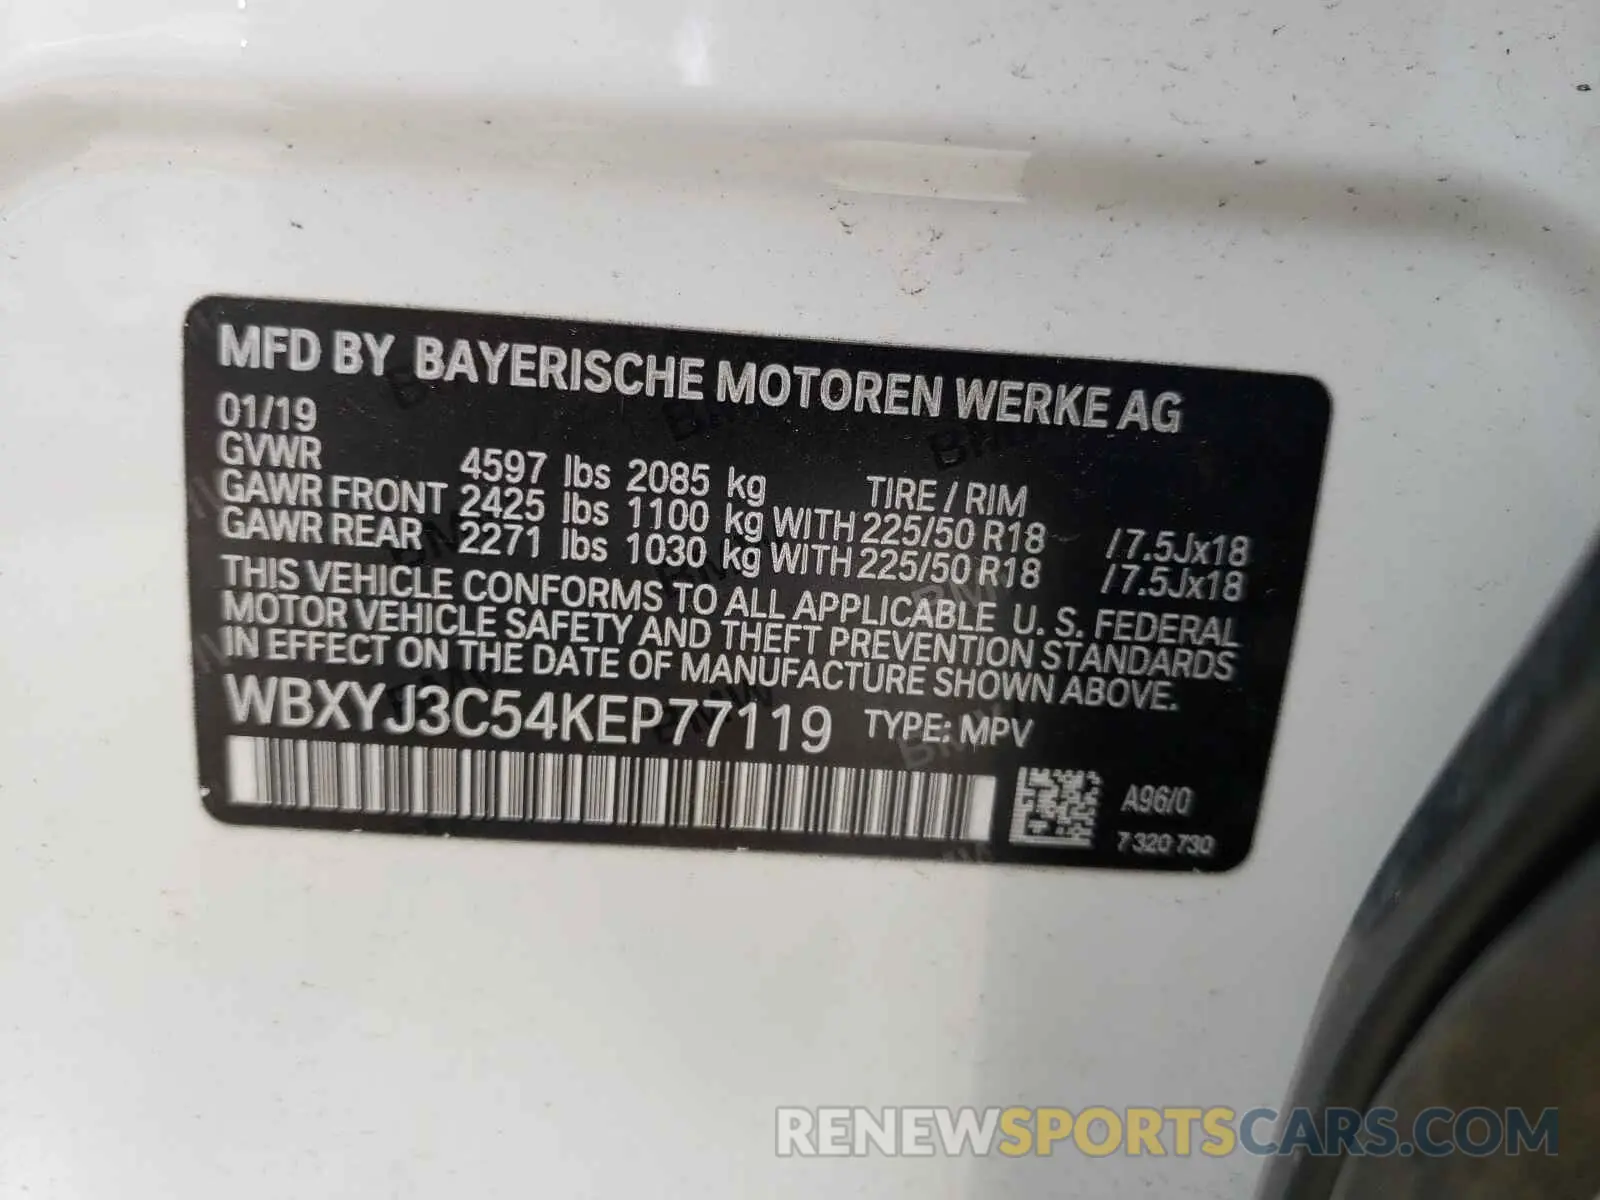 MFD BY BAYERISCHE MOTOREN WERKE AG
01/19
GVWR 4597 lbs 2085 kg TIRE / RIM
GAWR FRONT 2425 lbs 1100 kg WITH 225/50 R18 / 7.5Jx18
GAWR REAR 2271 lbs 1030 kg WITH 225/50 R18 / 7.5Jx18
THIS VEHICLE CONFORMS TO ALL APPLICABLE U. S. FEDERAL
MOTOR VEHICLE SAFETY AND THEFT PREVENTION STANDARDS
IN EFFECT ON THE DATE OF MANUFACTURE SHOWN ABOVE.
WBXYJ3C54KEP77119 TYPE: MPV
A96/0
7 320 730
RENEWSPORTSCARS.COM